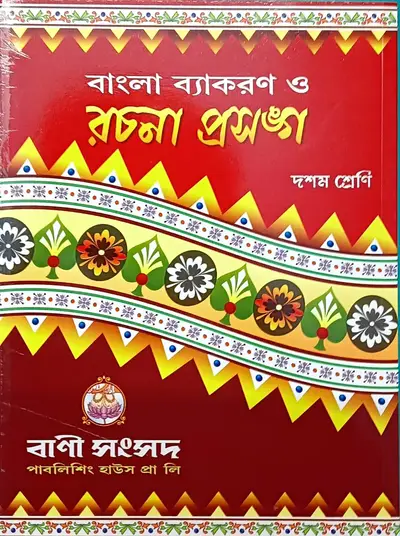 বাংলা ব্যাকরণ ও
রচনা প্রসঙ্গ
দশম শ্রেণি
বাণী সংসদ
পাবলিশিং হাউস প্রা লি